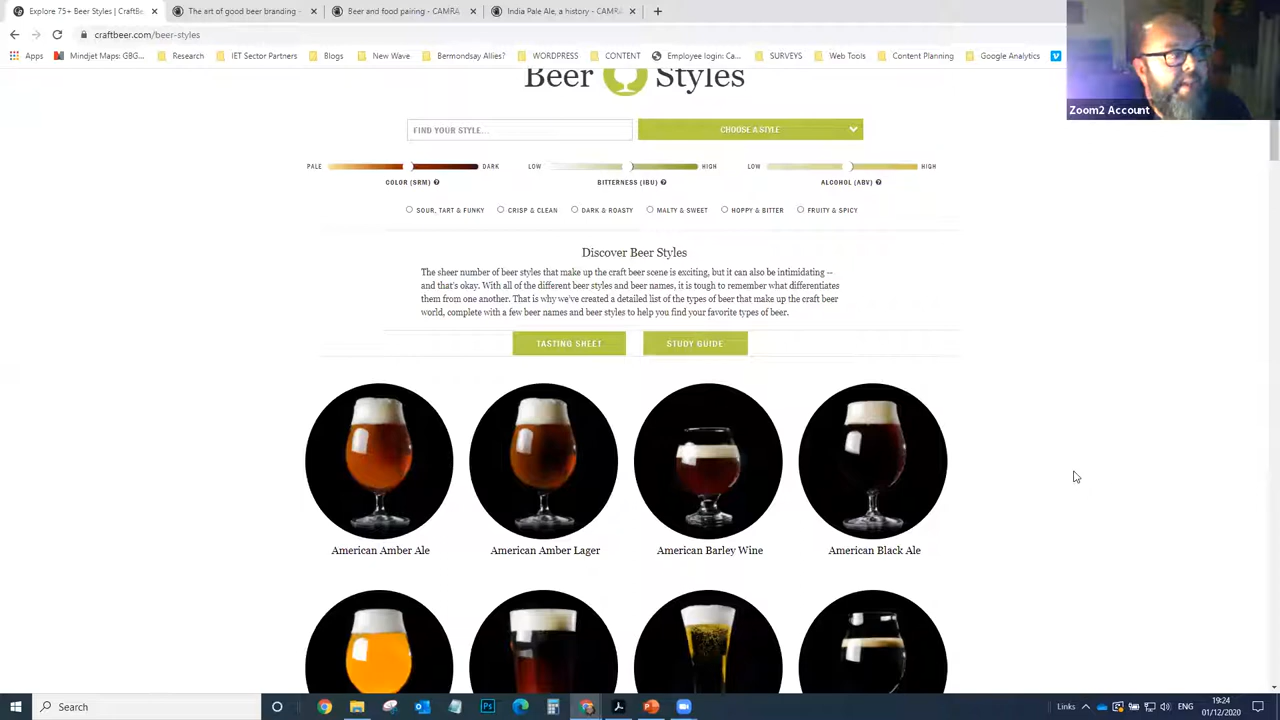 Explore 75+ Beer Styles | CraftBe
The art of good beer branding -
Beer and food pairing - CAMRA
India Pale Ale, a history - CAMRA
craftbeer.com/beer-styles
Apps
Mindjet Maps: GBG...
Research
IET Sector Partners
Blogs
New Wave
Bermondsay Allies?
WORDPRESS
CONTENT
Employee login: Ca...
SURVEYS
Web Tools
Content Planning
Google Analytics
Zoom2 Account
Beer Styles
FIND YOUR STYLE...
CHOOSE A STYLE
PALE DARK
COLOR (SRM)
LOW HIGH
BITTERNESS (IBU)
LOW HIGH
ALCOHOL (ABV)
SOUR, TART & FUNKY
CRISP & CLEAN
DARK & ROASTY
MALTY & SWEET
HOPPY & BITTER
FRUITY & SPICY
Discover Beer Styles
The sheer number of beer styles that make up the craft beer scene is exciting, but it can also be intimidating --
and that's okay. With all of the different beer styles and beer names, it is tough to remember what differentiates
them from one another. That is why we've created a detailed list of the types of beer that make up the craft beer
world, complete with a few beer names and beer styles to help you find your favorite types of beer.
TASTING SHEET
STUDY GUIDE
American Amber Ale
American Amber Lager
American Barley Wine
American Black Ale
Search
Links
ENG
19:24
01/12/2020